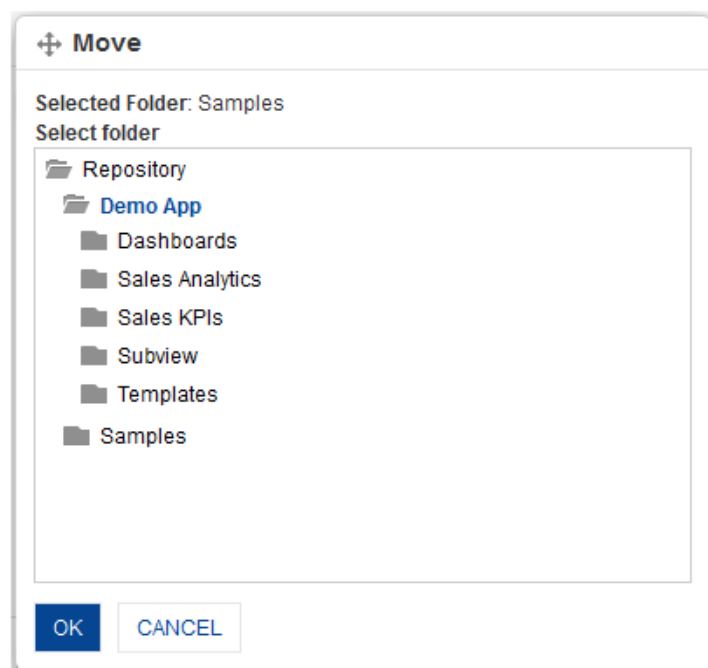 Move
Selected Folder: Samples
Select folder
Repository
Demo App
Dashboards
Sales Analytics
Sales KPIs
Subview
Templates
Samples
OK CANCEL